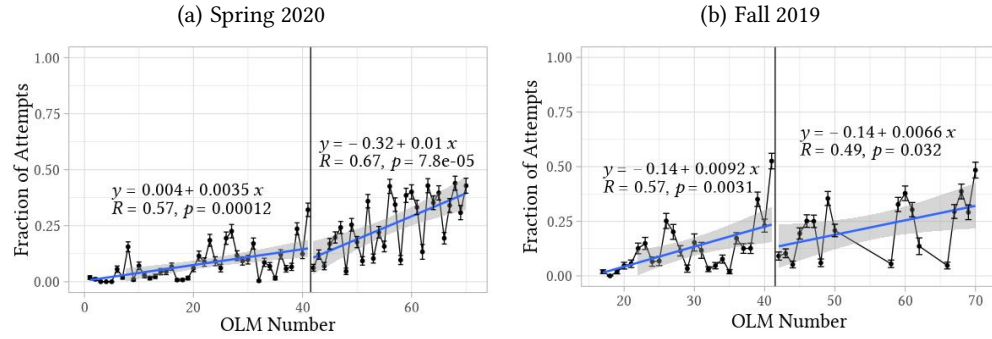 (a) Spring 2020
Fraction of Attempts
1.00
0.75
0.50
0.25
0.00
y = 0.004 + 0.0035 x
R = 0.57, p = 0.00012
y = − 0.32 + 0.01 x
R = 0.67, p = 7.8e-05
0
20
40
60
OLM Number
(b) Fall 2019
Fraction of Attempts
1.00
0.75
0.50
0.25
0.00
y = − 0.14 + 0.0092 x
R = 0.57, p = 0.0031
y = − 0.14 + 0.0066 x
R = 0.49, p = 0.032
20
30
40
50
60
70
OLM Number